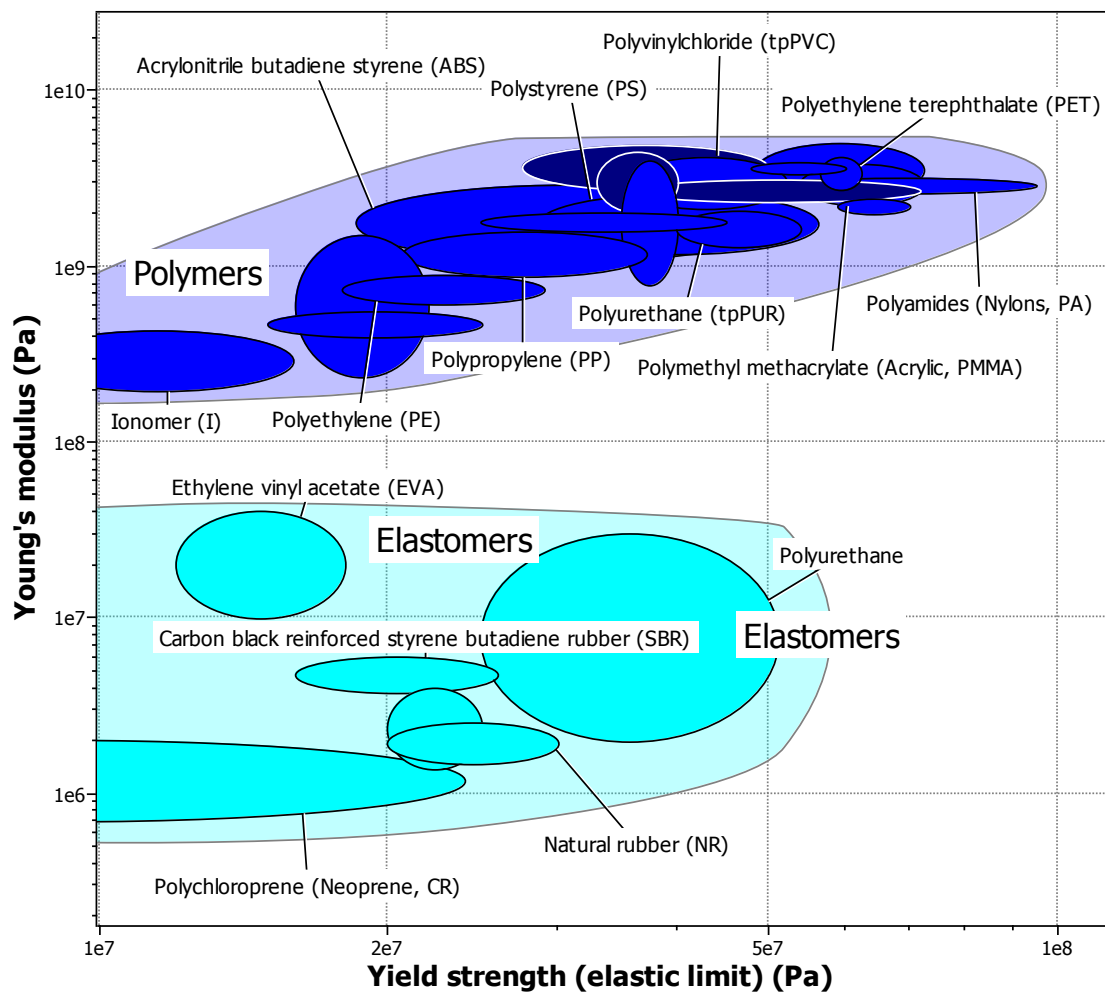 Polyvinylchloride (tpPVC)
Acrylonitrile butadiene styrene (ABS)
Polystyrene (PS)
Polyethylene terephthalate (PET)
1e10
1e9
Polymers
Polyurethane (tpPUR)
Polyamides (Nylons, PA)
Polypropylene (PP)
Polymethyl methacrylate (Acrylic, PMMA)
Ionomer (I)
Polyethylene (PE)
1e8
Young's modulus (Pa)
Ethylene vinyl acetate (EVA)
Elastomers
Polyurethane
1e7
Carbon black reinforced styrene butadiene rubber (SBR)
Elastomers
1e6
Natural rubber (NR)
Polychloroprene (Neoprene, CR)
1e7
2e7
5e7
1e8
Yield strength (elastic limit) (Pa)